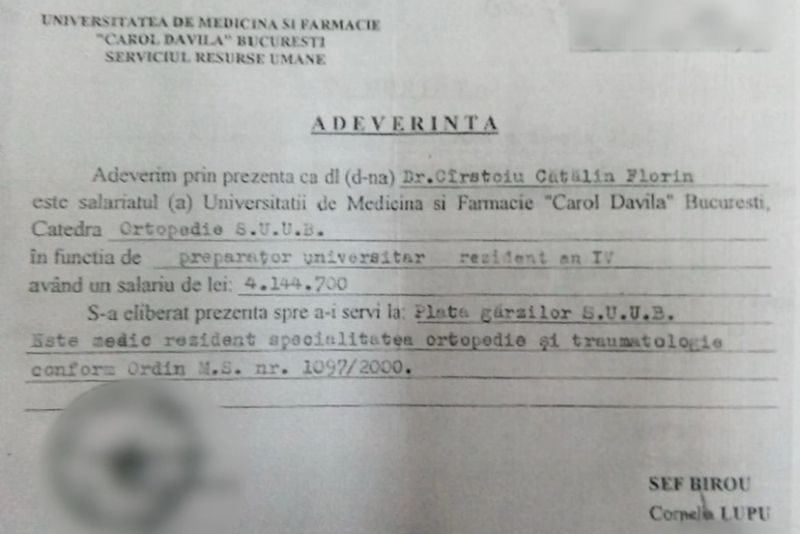 UNIVERSITATEA DE MEDICINA SI FARMACIE
"CAROL DAVILA" BUCURESTI
SERVICIUL RESURSE UMANE
ADEVERINTA
Adeverim prin prezenta ca dl (d-na) Dr.Cîrstoiu Cătălin Florin
este salariatul (a) Universitatii de Medicina si Farmacie "Carol Davila" Bucuresti,
Catedra Ortopedie S.U.U.B.
în functia de preparator universitar rezident an IV
având un salariu de lei: 4.144.700
S-a eliberat prezenta spre a-i servi la: Plata gărzilor S.U.U.B.
Este medic rezident specialitatea ortopedie și traumatologie
conform Ordin M.S. nr. 1097/2000.
SEF BIROU
Cornelia LUPU